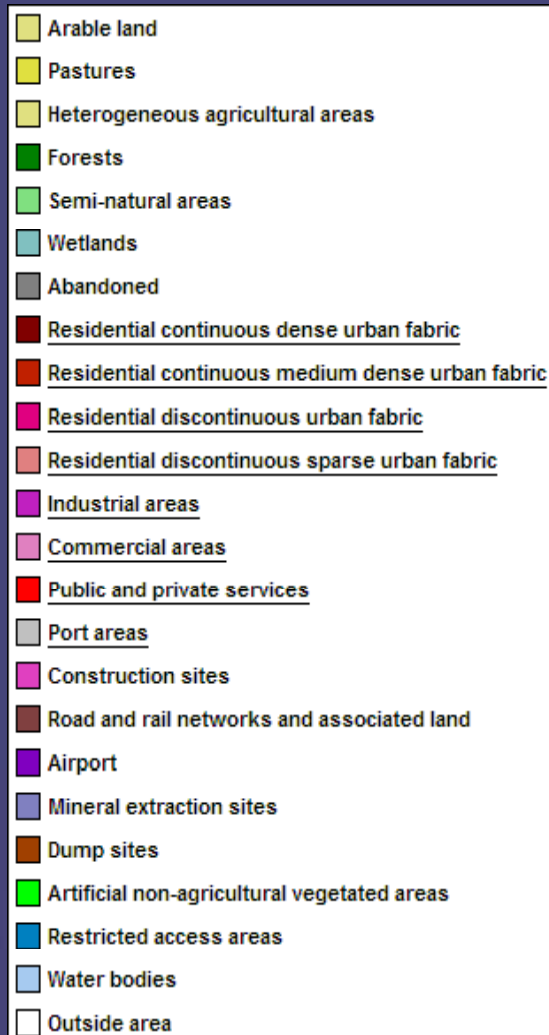 Arable land
Pastures
Heterogeneous agricultural areas
Forests
Semi-natural areas
Wetlands
Abandoned
Residential continuous dense urban fabric
Residential continuous medium dense urban fabric
Residential discontinuous urban fabric
Residential discontinuous sparse urban fabric
Industrial areas
Commercial areas
Public and private services
Port areas
Construction sites
Road and rail networks and associated land
Airport
Mineral extraction sites
Dump sites
Artificial non-agricultural vegetated areas
Restricted access areas
Water bodies
Outside area